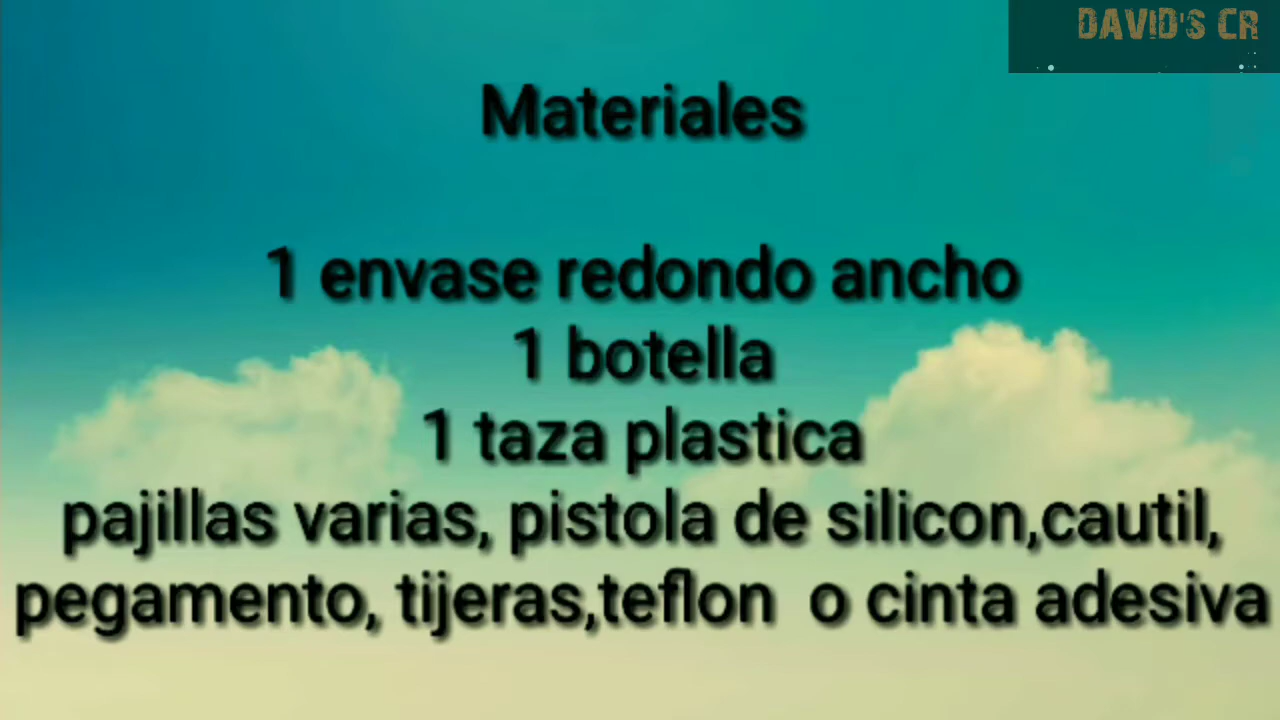 DAVID'S CR
Materiales
1 envase redondo ancho
1 botella
1 taza plastica
pajillas varias, pistola de silicon,cautil,
pegamento, tijeras,teflon o cinta adesiva